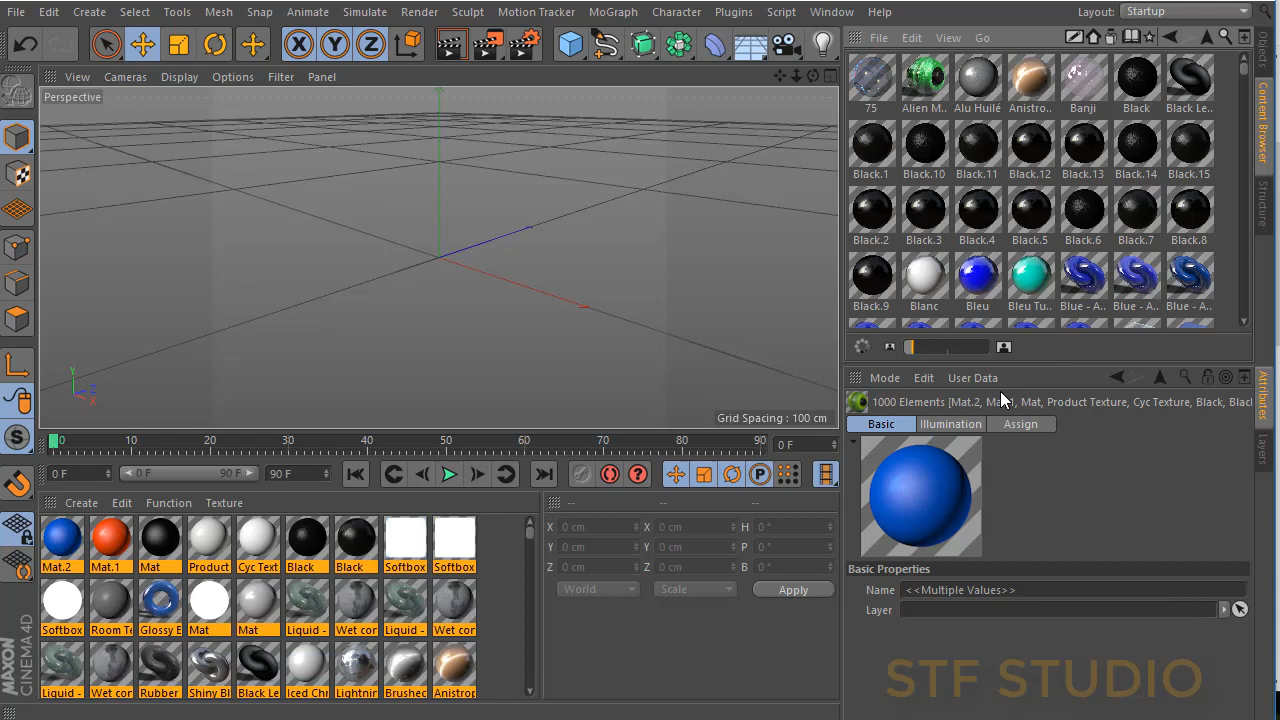 File Edit Create Select Tools Mesh Snap Animate Simulate Render Sculpt Motion Tracker MoGraph Character Plugins Script Window Help Layout: Startup
View Cameras Display Options Filter Panel
Perspective
Grid Spacing : 100 cm
Y
Z
X
0 10 20 30 40 50 60 70 80 90 0 F
0 F 0 F 90 F 90 F
Create Edit Function Texture
Mat.2 Mat.1 Mat Product Cyc Text Black Black Softbox Softbox
Softbox Room Te Glossy E Mat Mat Liquid - Wet cor Liquid - Wet cor
Liquid - Wet cor Rubber Shiny Bl Black Le Iced Chr Lightnir Brushec Anistrop
-- -- --
X 0 cm X 0 cm H 0 °
Y 0 cm Y 0 cm P 0 °
Z 0 cm Z 0 cm B 0 °
World Scale Apply
File Edit View Go
75 Alien M.. Alu Huilé Anistro.. Banji Black Black Le..
Black.1 Black.10 Black.11 Black.12 Black.13 Black.14 Black.15
Black.2 Black.3 Black.4 Black.5 Black.6 Black.7 Black.8
Black.9 Blanc Bleu Bleu Tu.. Blue - A.. Blue - A.. Blue - A..
Mode Edit User Data
1000 Elements [Mat.2, Mat.1, Mat, Product Texture, Cyc Texture, Black, Blacl
Basic Illumination Assign
Basic Properties
Name <<Multiple Values>>
Layer
Objects
Content Browser
Structure
Attributes
Layers
MAXON
CINEMA 4D
STF STUDIO